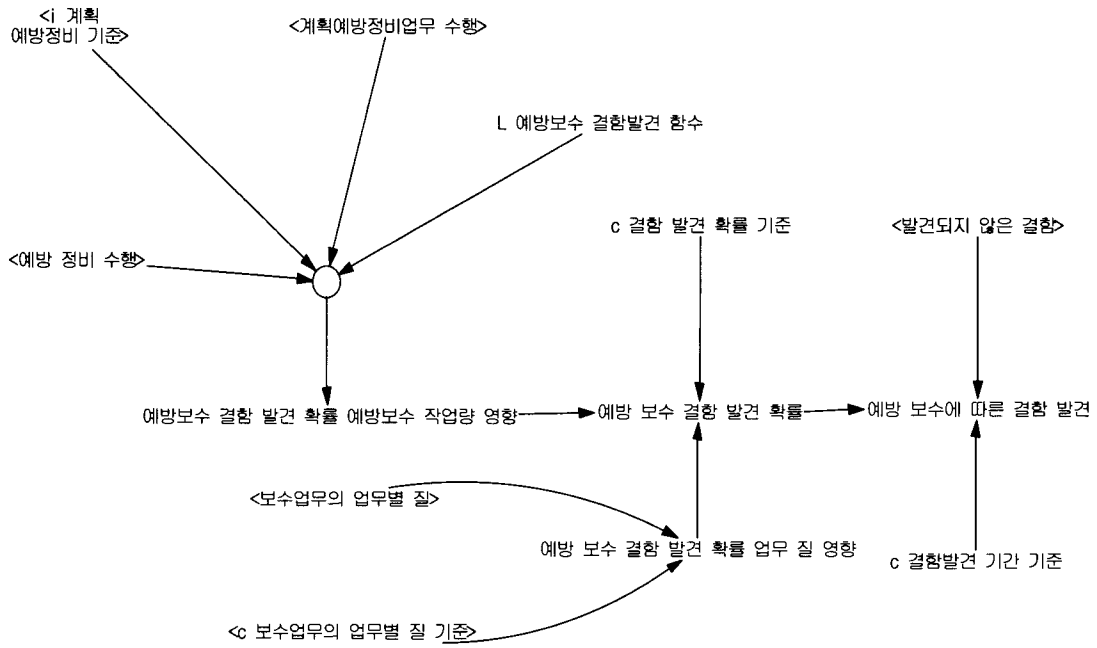 <i 계획
예방정비 기준>
<계획예방정비업무 수행>
L 예방보수 결함발견 함수
c 결함 발견 확률 기준
<발견되지 않은 결함>
<예방 정비 수행>
예방보수 결함 발견 확률 예방보수 작업량 영향
예방 보수 결함 발견 확률
예방 보수에 따른 결함 발견
<보수업무의 업무별 질>
예방 보수 결함 발견 확률 업무 질 영향
c 결함발견 기간 기준
<c 보수업무의 업무별 질 기준>